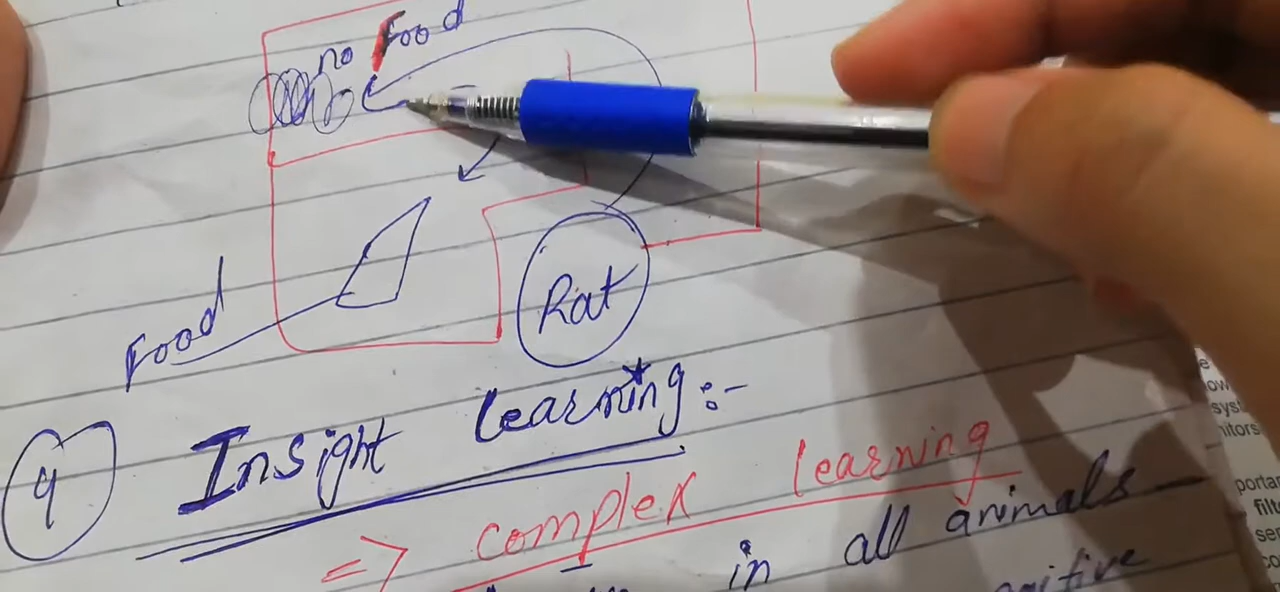 no Food
Rat
Food
4 Insight learning:-
=> complex learning
in all animals